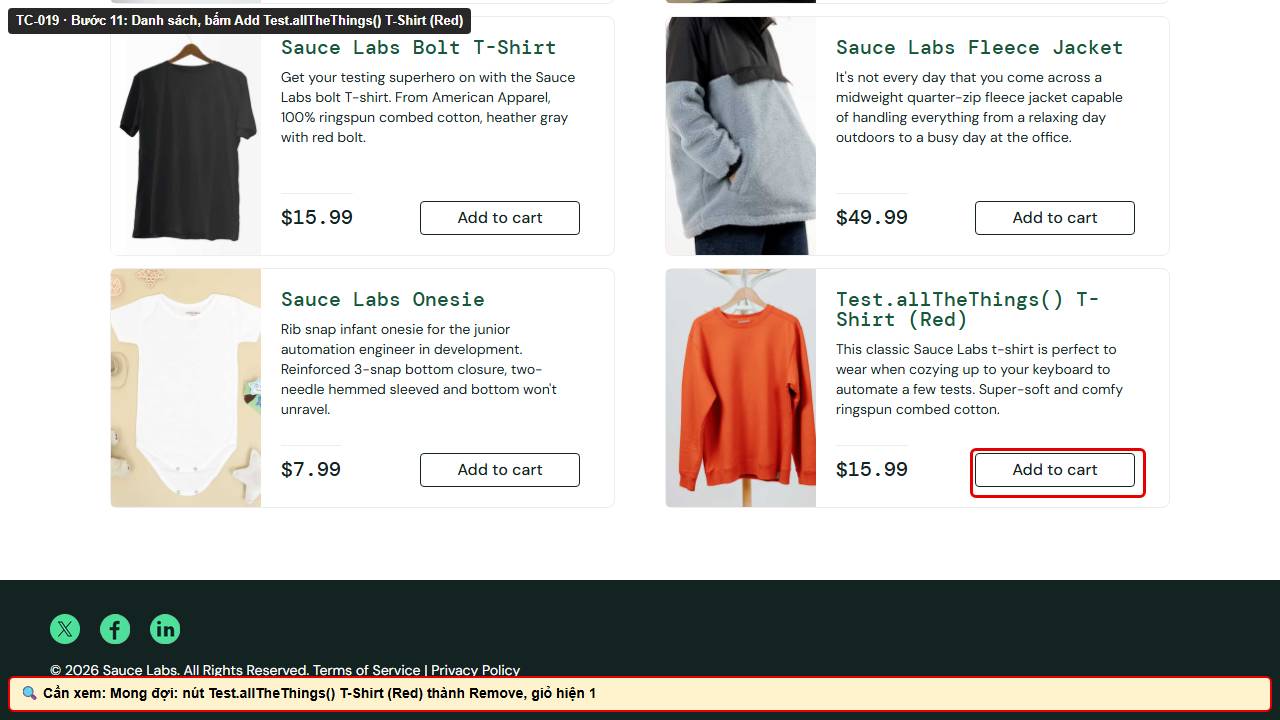 TC-019 · Bước 11: Danh sách, bấm Add Test.allTheThings() T-Shirt (Red)
Sauce Labs Bolt T-Shirt
Get your testing superhero on with the Sauce
Labs bolt T-shirt. From American Apparel,
100% ringspun combed cotton, heather gray
with red bolt.
$15.99
Add to cart
Sauce Labs Fleece Jacket
It's not every day that you come across a
midweight quarter-zip fleece jacket capable
of handling everything from a relaxing day
outdoors to a busy day at the office.
$49.99
Add to cart
Sauce Labs Onesie
Rib snap infant onesie for the junior
automation engineer in development.
Reinforced 3-snap bottom closure, two-
needle hemmed sleeved and bottom won't
unravel.
$7.99
Add to cart
Test.allTheThings() T-
Shirt (Red)
This classic Sauce Labs t-shirt is perfect to
wear when cozying up to your keyboard to
automate a few tests. Super-soft and comfy
ringspun combed cotton.
$15.99
Add to cart
© 2026 Sauce Labs. All Rights Reserved. Terms of Service | Privacy Policy
🔍 Cần xem: Mong đợi: nút Test.allTheThings() T-Shirt (Red) thành Remove, giỏ hiện 1